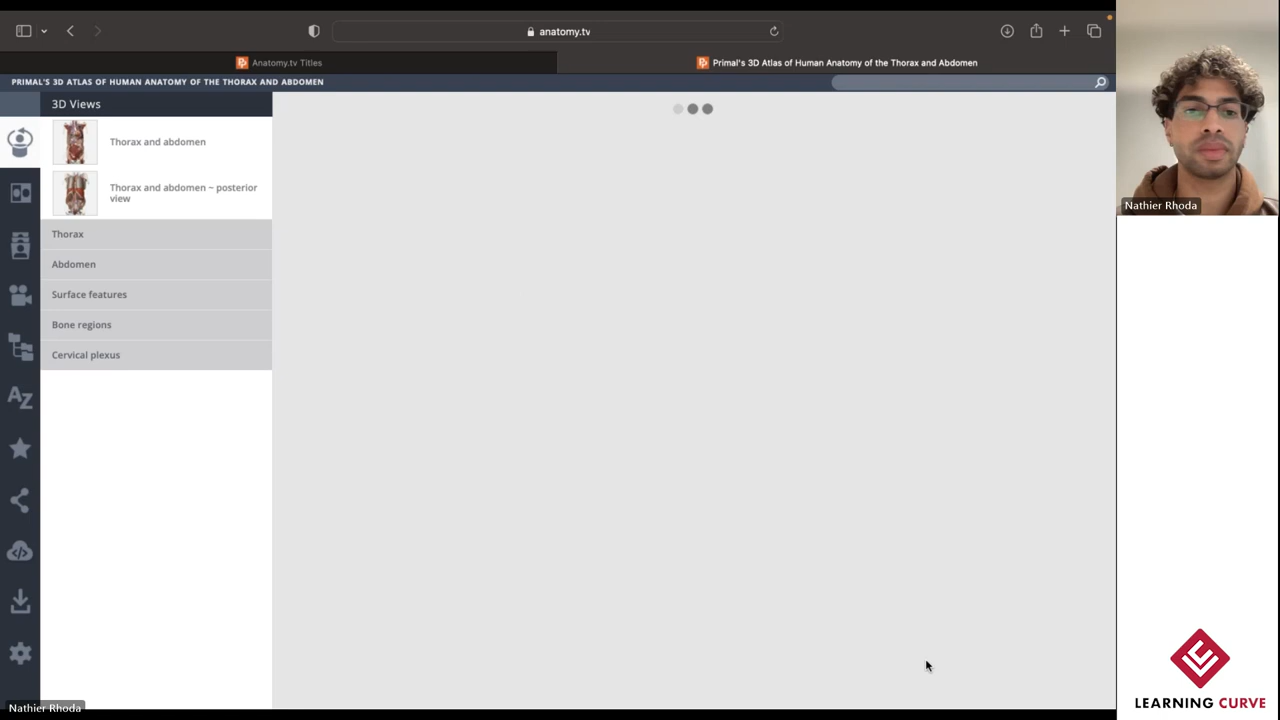 anatomy.tv
Anatomy.tv Titles
Primal's 3D Atlas of Human Anatomy of the Thorax and Abdomen
PRIMAL'S 3D ATLAS OF HUMAN ANATOMY OF THE THORAX AND ABDOMEN
3D Views
Thorax and abdomen
Thorax and abdomen ~ posterior
view
Thorax
Abdomen
Surface features
Bone regions
Cervical plexus
AZ
Nathier Rhoda
Nathier Rhoda
LEARNING CURVE